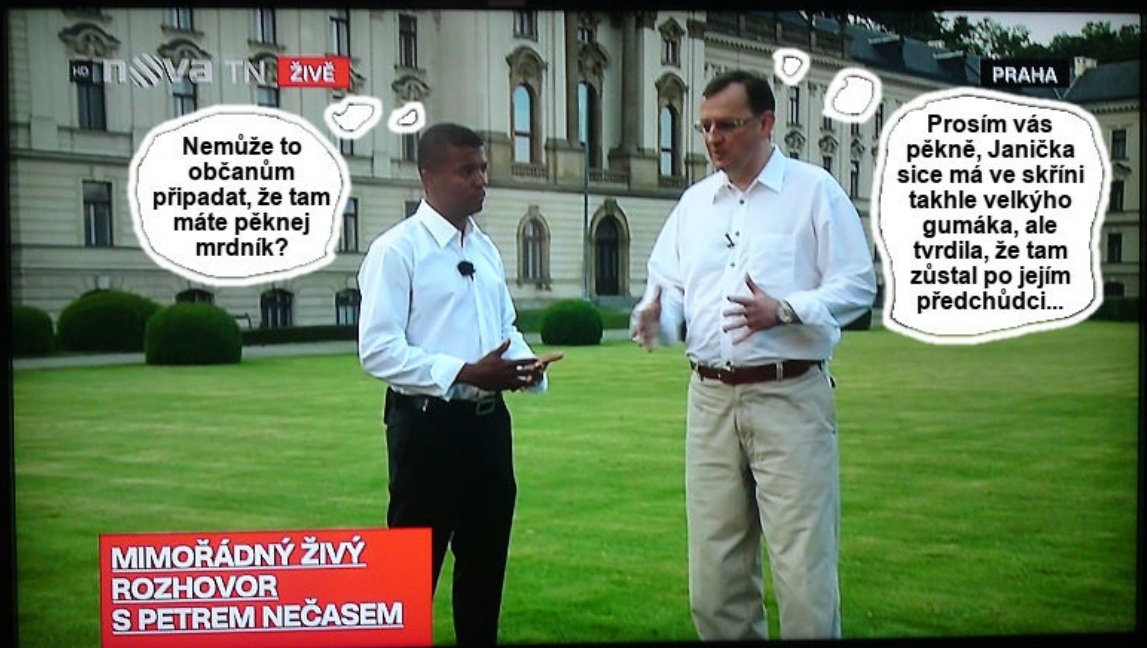 HD nova TN ŽIVĚ
PRAHA
Nemůže to
občanům
připadat, že tam
máte pěknej
mrdník?
Prosím vás
pěkně, Janička
sice má ve skříni
takhle velkýho
gumáka, ale
tvrdila, že tam
zůstal po jejím
předchůdci...
MIMOŘÁDNÝ ŽIVÝ
ROZHOVOR
S PETREM NEČASEM